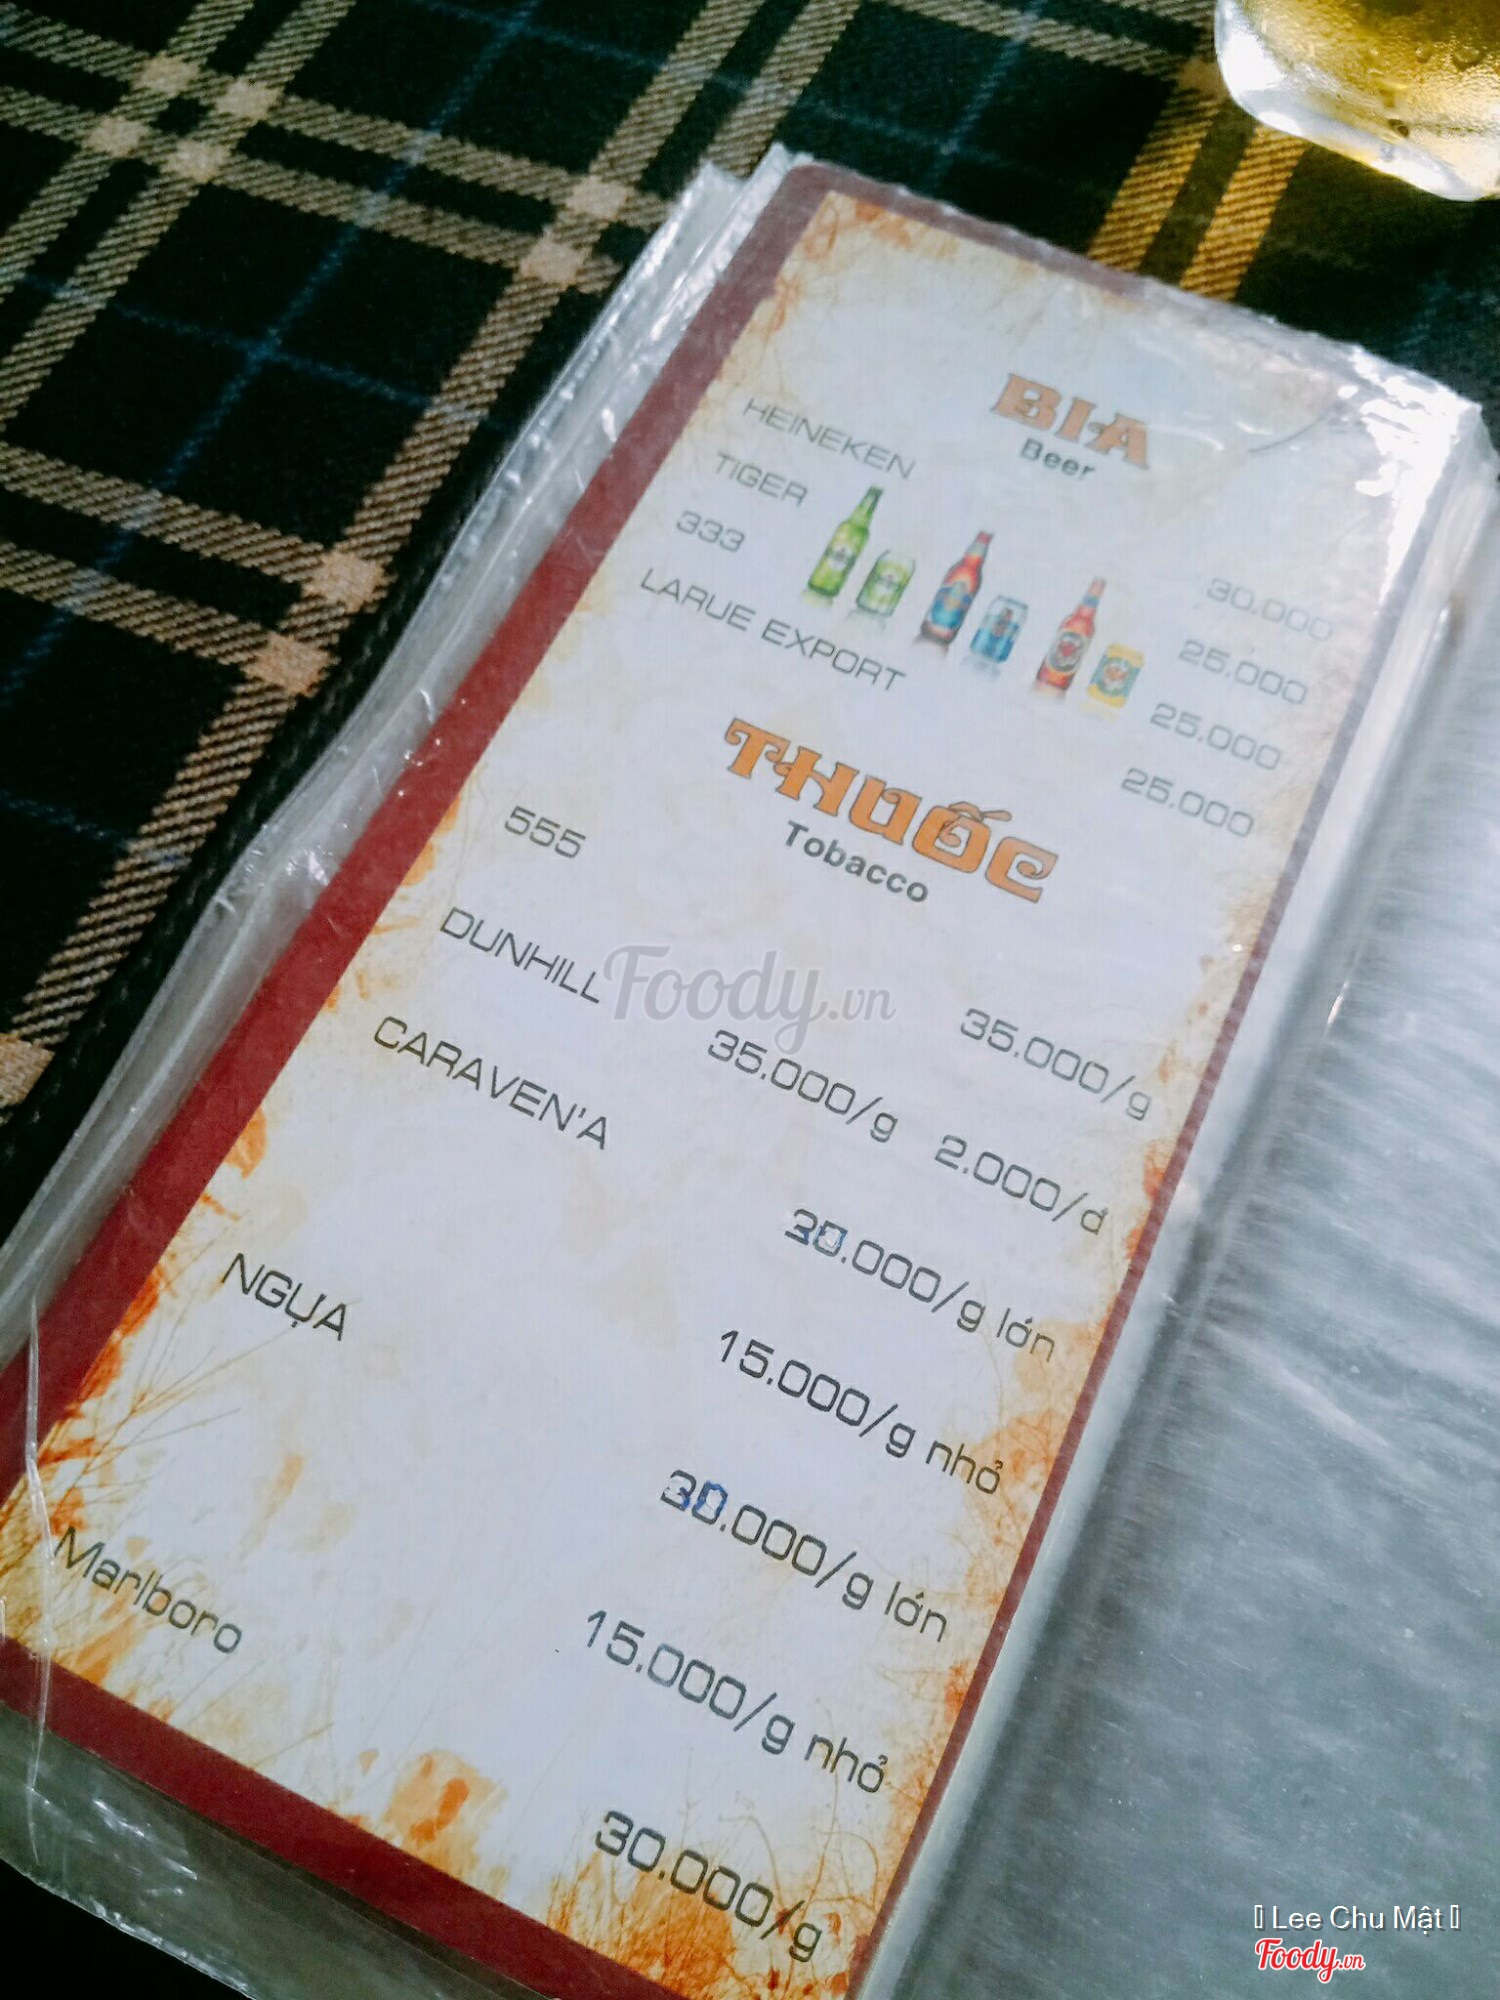 BIA
Beer
HEINEKEN 30.000
TIGER 25.000
333 25.000
LARUE EXPORT 25.000
THUỐC
Tobacco
555 35.000/g
DUNHILL 35.000/g 2.000/đ
CARAVEN'A 30.000/g lớn
15.000/g nhỏ
NGỰA 30.000/g lớn
15.000/g nhỏ
Marlboro 30.000/g
Foody.vn
Lee Chu Mật
Foody.vn